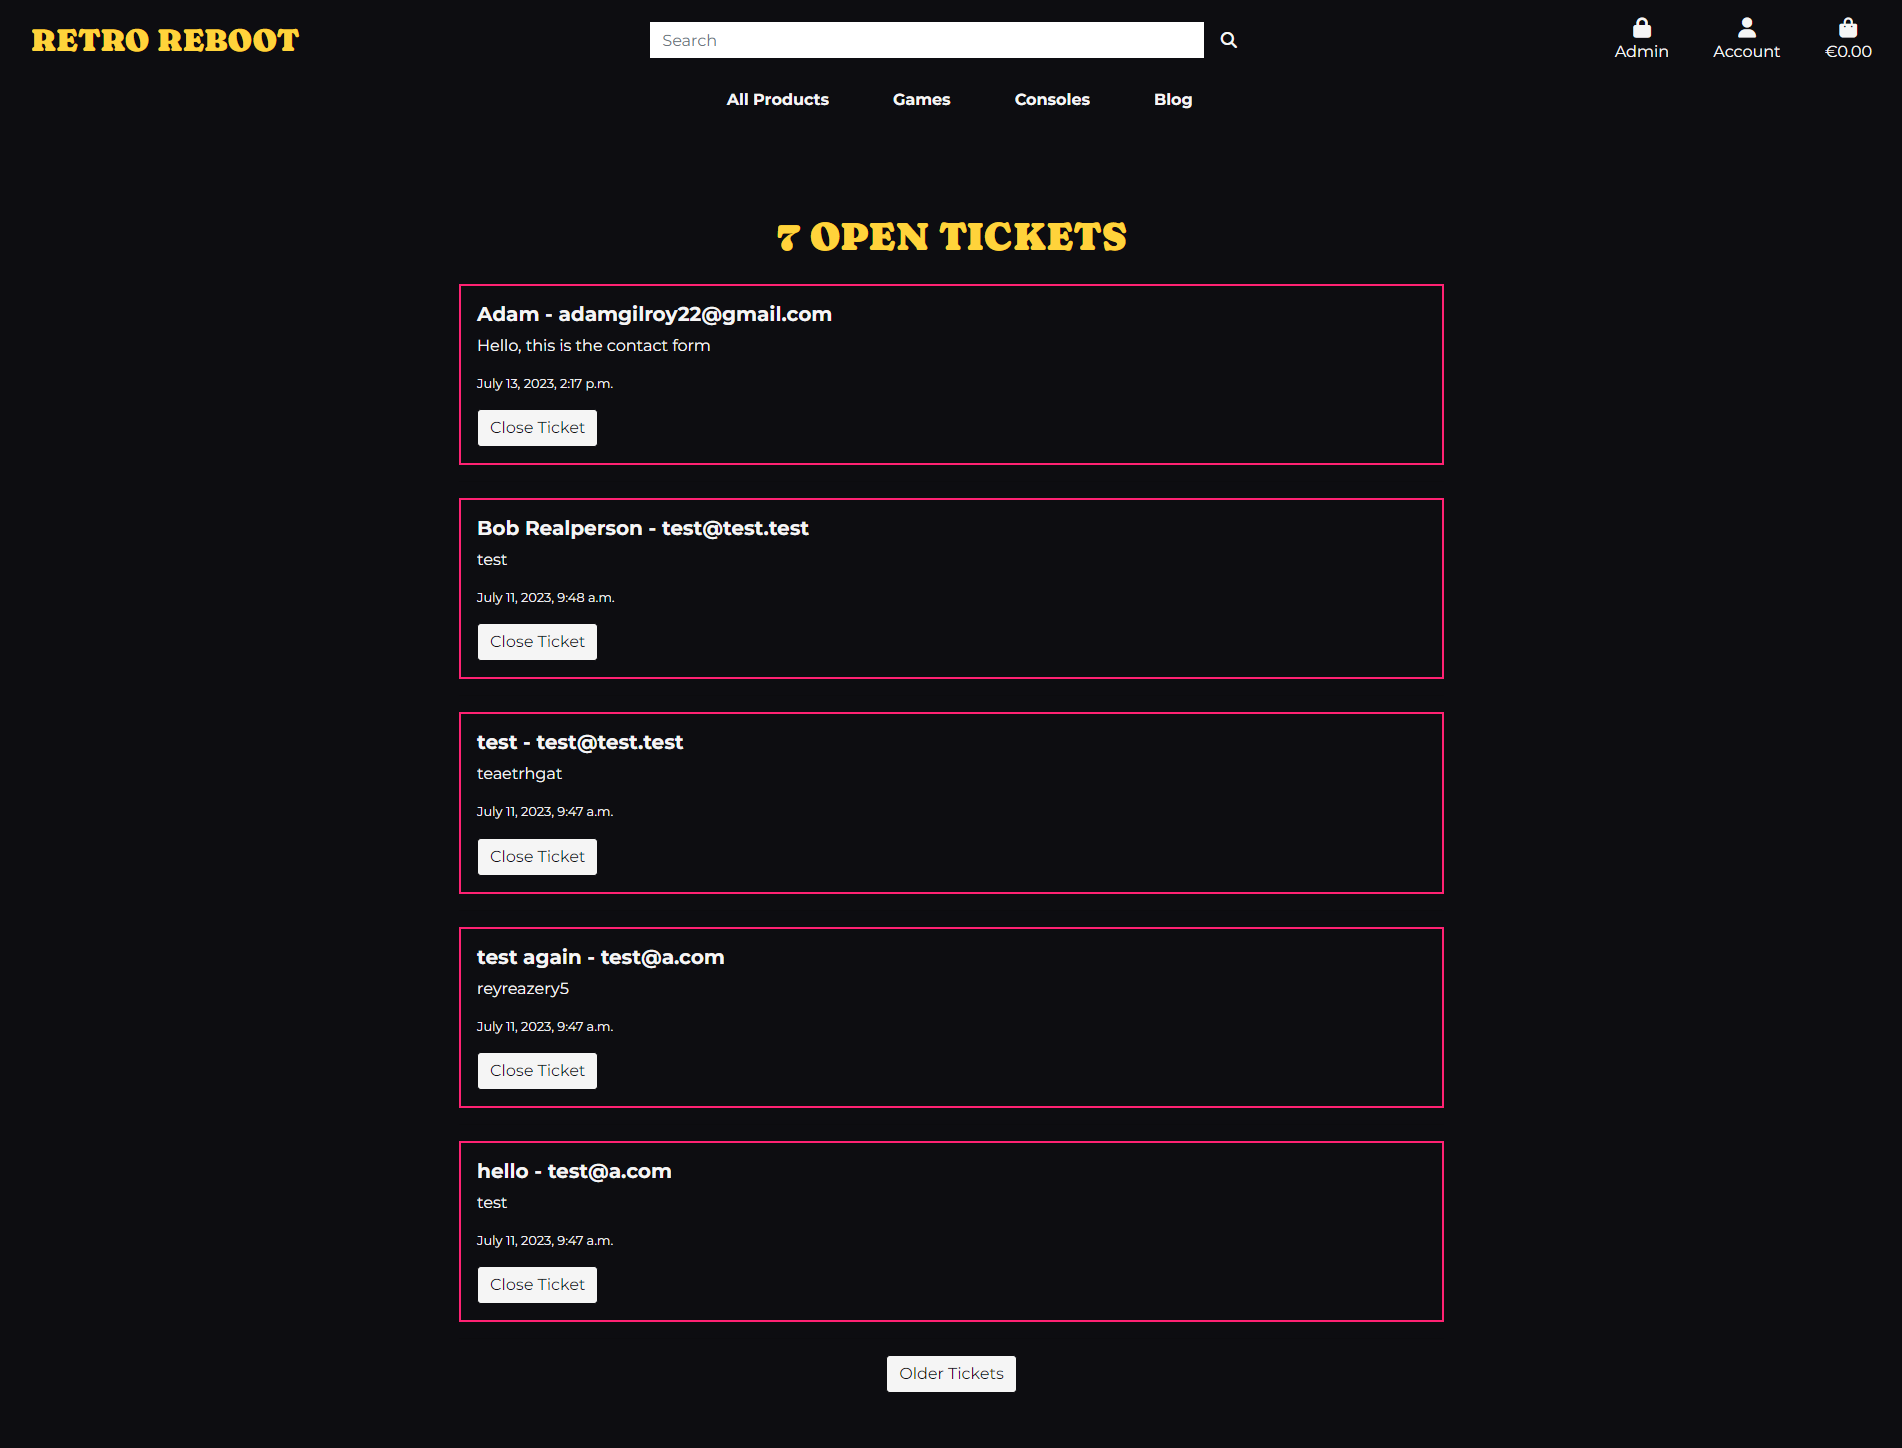 RETRO REBOOT
Search
Admin
Account
€0.00
All Products
Games
Consoles
Blog
7 OPEN TICKETS
Adam - adamgilroy22@gmail.com
Hello, this is the contact form
July 13, 2023, 2:17 p.m.
Close Ticket
Bob Realperson - test@test.test
test
July 11, 2023, 9:48 a.m.
Close Ticket
test - test@test.test
teaetrhgat
July 11, 2023, 9:47 a.m.
Close Ticket
test again - test@a.com
reyreazery5
July 11, 2023, 9:47 a.m.
Close Ticket
hello - test@a.com
test
July 11, 2023, 9:47 a.m.
Close Ticket
Older Tickets